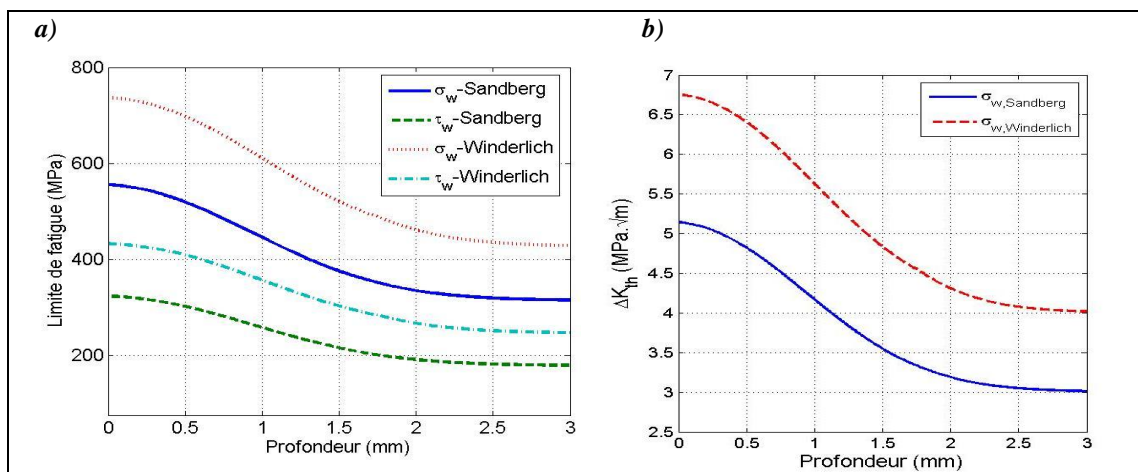 a)
800
600
400
200
Limite de fatigue (MPa)
0 0.5 1 1.5 2 2.5 3
Profondeur (mm)
σw-Sandberg
τw-Sandberg
σw-Winderlich
τw-Winderlich
b)
7
6.5
6
5.5
5
4.5
4
3.5
3
2.5
ΔKth (MPa.√m)
0 0.5 1 1.5 2 2.5 3
Profondeur (mm)
σw,Sandberg
σw,Winderlich